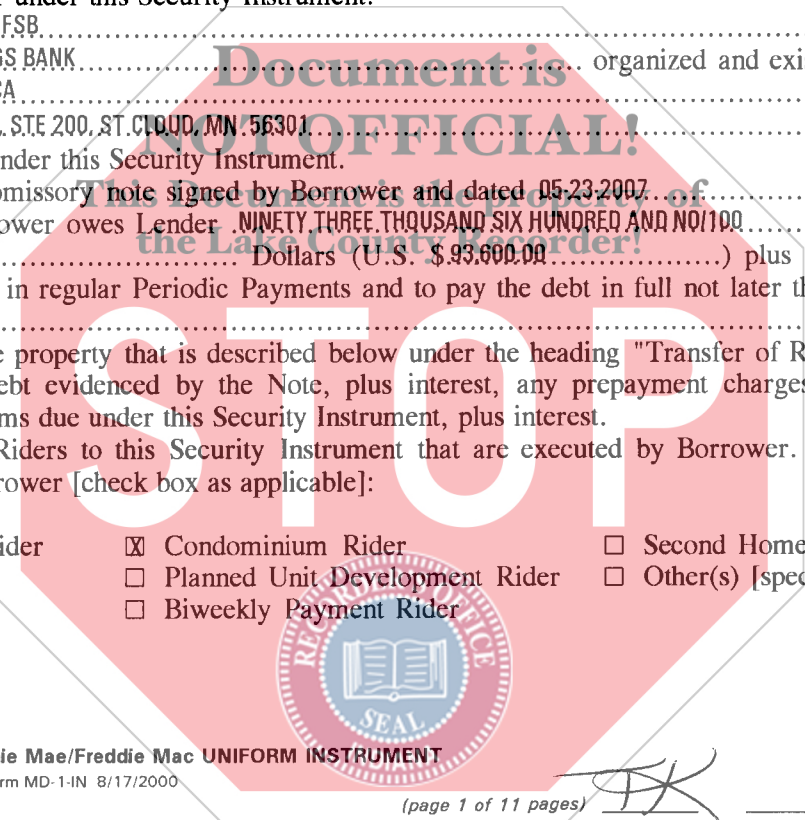 under this Security Instrument.
FSB
GS BANK organized and exi
CA
STE 200, ST CLOUD, MN 56301
nder this Security Instrument.
omissory note signed by Borrower and dated 05-23-2007
ower owes Lender NINETY THREE THOUSAND SIX HUNDRED AND NO/100
Dollars (U.S. $ 93,600.00 ) plus
in regular Periodic Payments and to pay the debt in full not later th
e property that is described below under the heading "Transfer of R
ebt evidenced by the Note, plus interest, any prepayment charges
ms due under this Security Instrument, plus interest.
Riders to this Security Instrument that are executed by Borrower.
rower [check box as applicable]:
ider ☒ Condominium Rider ☐ Second Home
☐ Planned Unit Development Rider ☐ Other(s) [spec
☐ Biweekly Payment Rider
ie Mae/Freddie Mac UNIFORM INSTRUMENT
rm MD-1-IN 8/17/2000
(page 1 of 11 pages) TK
Document is
NOT OFFICIAL!
This Document is the property of
the Lake County Recorder!
STOP
RECORDER'S OFFICE
SEAL
INDIANA